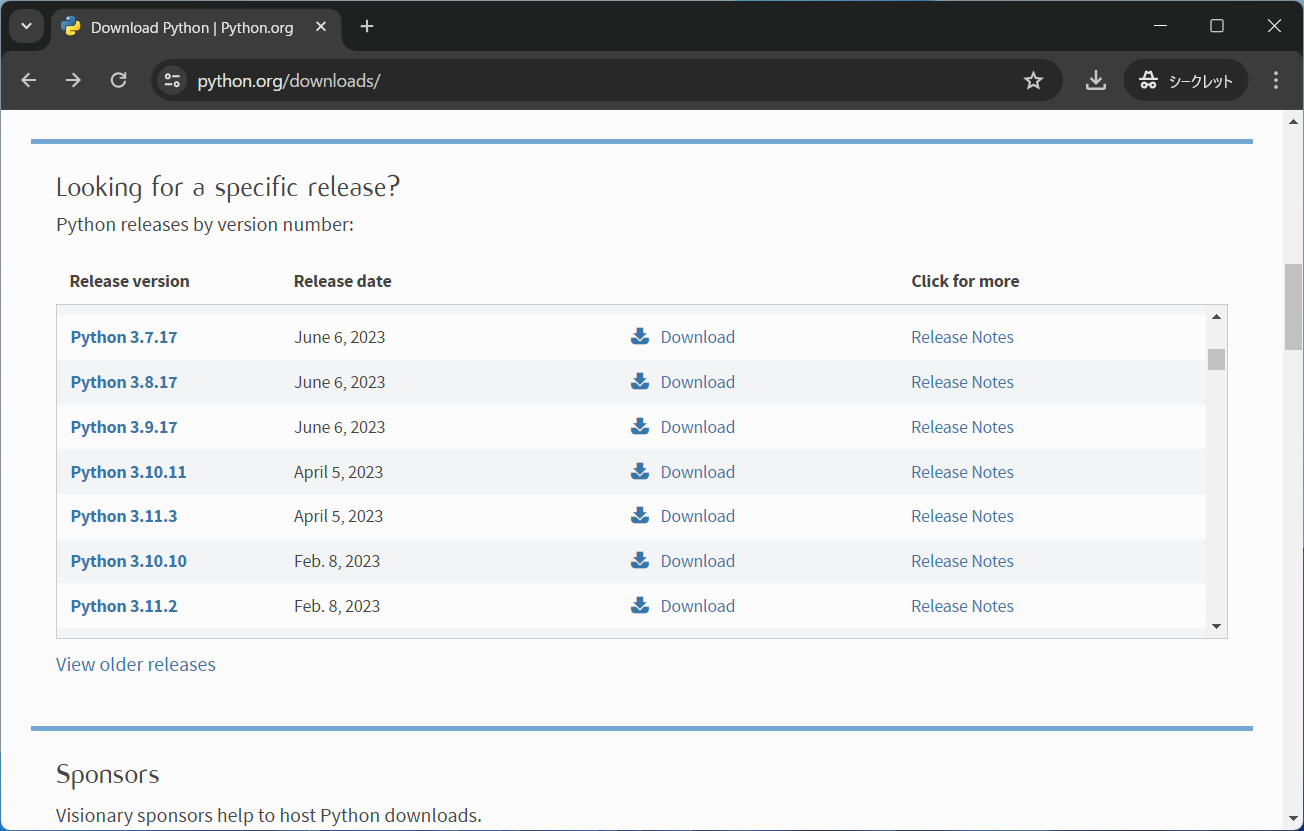 Download Python | Python.org
python.org/downloads/
シークレット
Looking for a specific release?
Python releases by version number:
Release version Release date Click for more
Python 3.7.17 June 6, 2023 Download Release Notes
Python 3.8.17 June 6, 2023 Download Release Notes
Python 3.9.17 June 6, 2023 Download Release Notes
Python 3.10.11 April 5, 2023 Download Release Notes
Python 3.11.3 April 5, 2023 Download Release Notes
Python 3.10.10 Feb. 8, 2023 Download Release Notes
Python 3.11.2 Feb. 8, 2023 Download Release Notes
View older releases
Sponsors
Visionary sponsors help to host Python downloads.